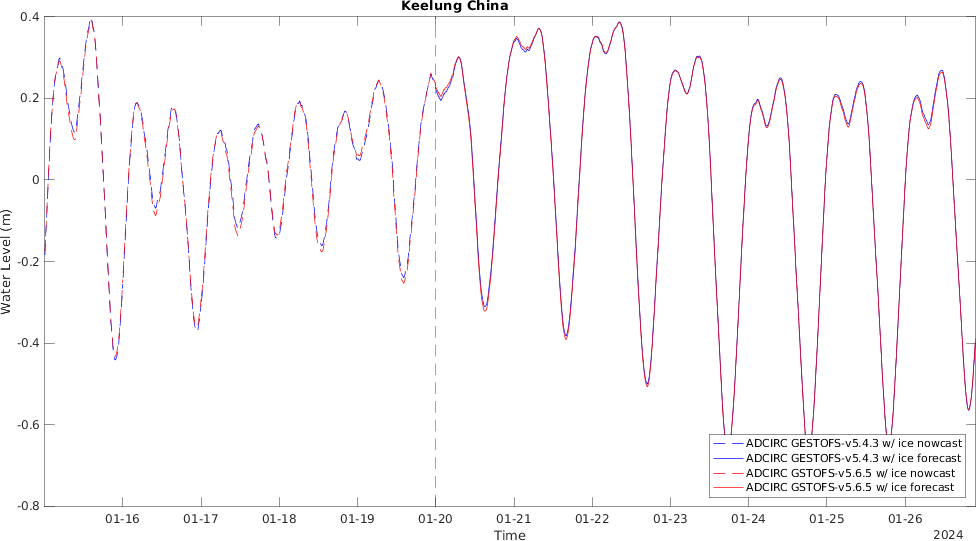 Keelung China
0.4
0.2
0
-0.2
-0.4
-0.6
-0.8
Water Level (m)
ADCIRC GESTOFS-v5.4.3 w/ ice nowcast
ADCIRC GESTOFS-v5.4.3 w/ ice forecast
ADCIRC GSTOFS-v5.6.5 w/ ice nowcast
ADCIRC GSTOFS-v5.6.5 w/ ice forecast
01-16 01-17 01-18 01-19 01-20 01-21 01-22 01-23 01-24 01-25 01-26
Time
2024